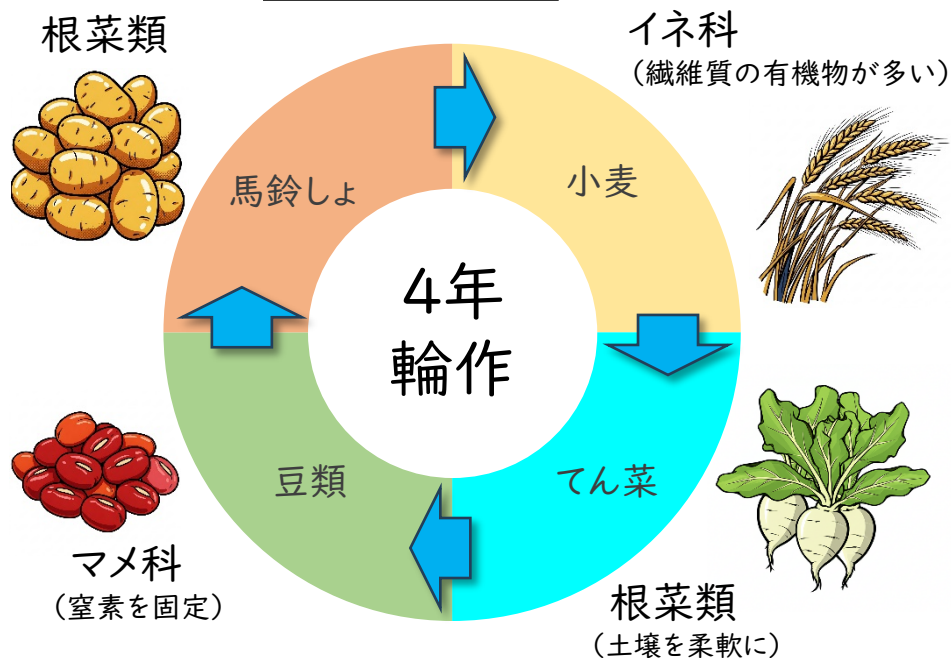 根菜類
イネ科
(繊維質の有機物が多い)
馬鈴しょ
小麦
4年
輪作
豆類
てん菜
マメ科
(窒素を固定)
根菜類
(土壌を柔軟に)